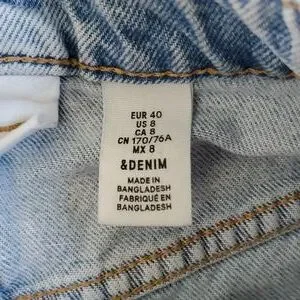 EUR 40
US 8
CA 8
CN 170/76A
MX 8
&DENIM
MADE IN
BANGLADESH
FABRIQUÉ EN
BANGLADESH